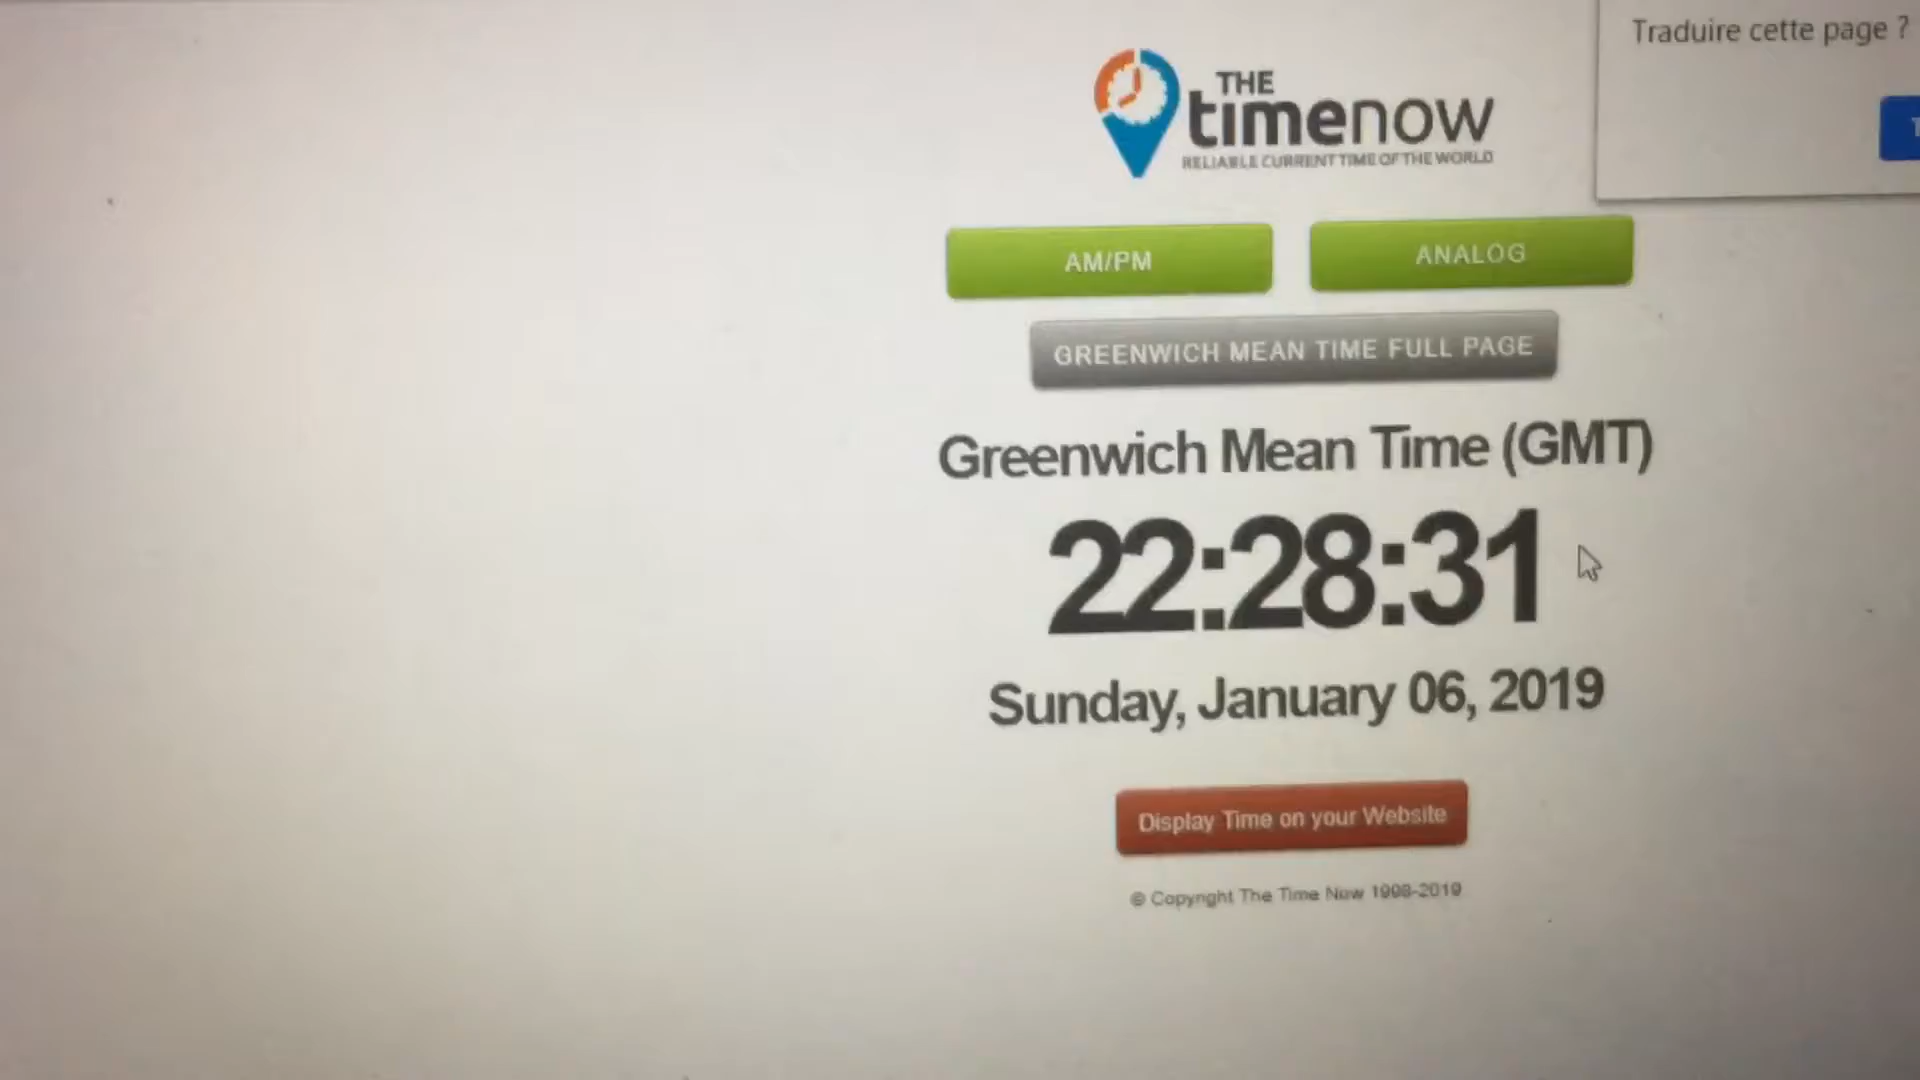 Traduire cette page ?
THE
timenow
RELIABLE CURRENT TIME OF THE WORLD
AM/PM
ANALOG
GREENWICH MEAN TIME FULL PAGE
Greenwich Mean Time (GMT)
22:28:31
Sunday, January 06, 2019
Display Time on your Website
© Copyright The Time Now 1998-2019